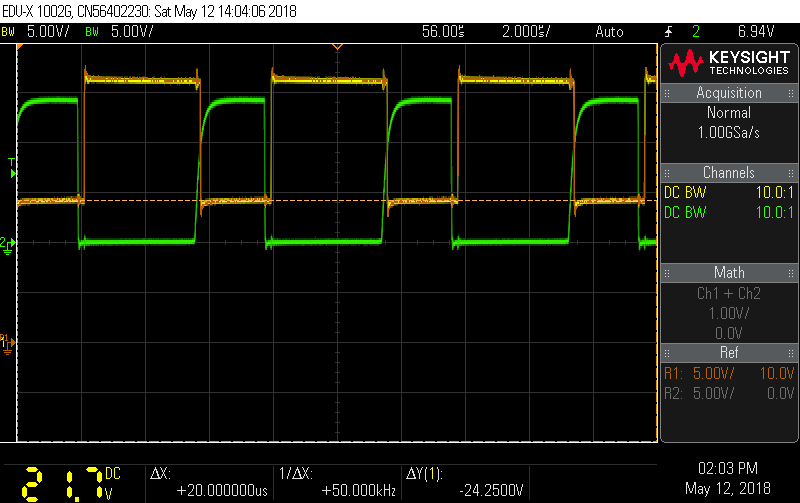 EDU-X 1002G, CN56402230: Sat May 12 14:04:06 2018
BW 5.00V/ BW 5.00V/ 56.00$ 2.000$/ Auto 2 6.94V
KEYSIGHT
TECHNOLOGIES
Acquisition
Normal
1.00GSa/s
Channels
DC BW 10.0:1
DC BW 10.0:1
Math
Ch1 + Ch2
1.00V/
0.0V
Ref
R1: 5.00V/ 10.0V
R2: 5.00V/ 0.0V
T
2
21.7 DC V
ΔX:
+20.000000us
1/ΔX:
+50.000kHz
ΔY(1):
-24.2500V
02:03 PM
May 12, 2018